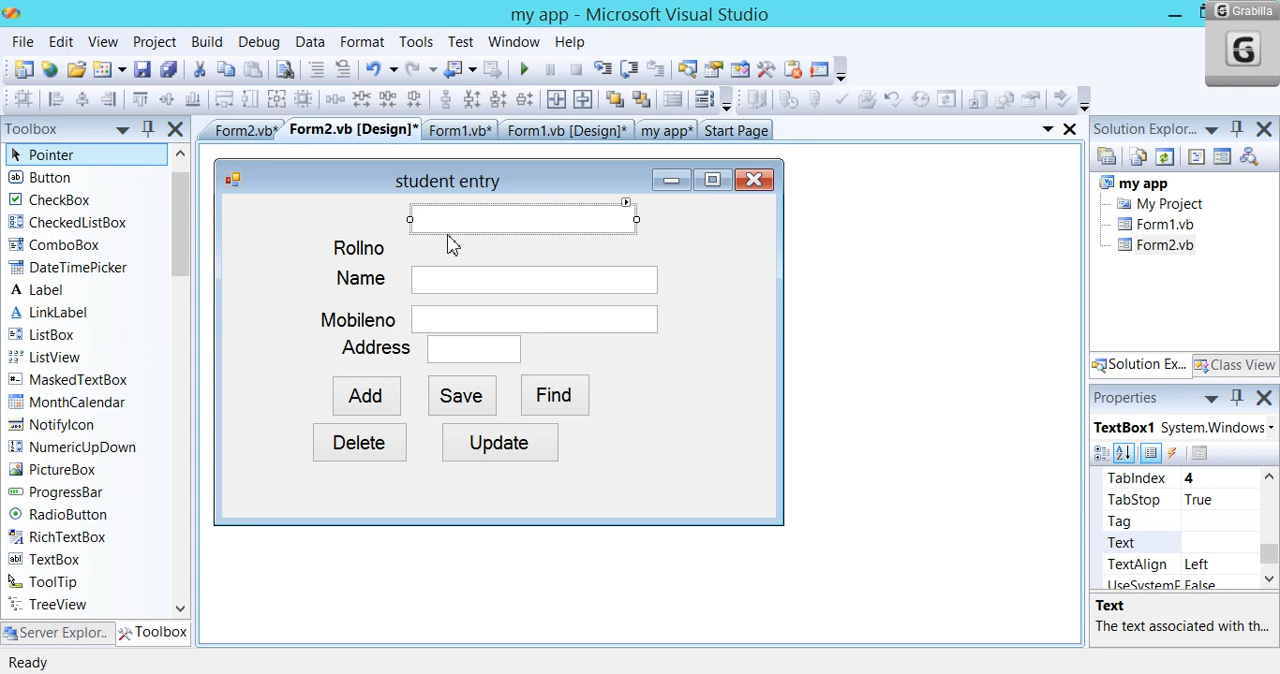 my app - Microsoft Visual Studio
Grabilla
File Edit View Project Build Debug Format Data Tools Test Window Help
Toolbox
Form2.vb* Form2.vb [Design]* Form1.vb* Form1.vb [Design]* my app* Start Page
Solution Explor...
Pointer
Button
CheckBox
CheckedListBox
ComboBox
DateTimePicker
Label
LinkLabel
ListBox
ListView
MaskedTextBox
MonthCalendar
NotifyIcon
NumericUpDown
PictureBox
ProgressBar
RadioButton
RichTextBox
TextBox
ToolTip
TreeView
Server Explor... Toolbox
student entry
Rollno
Name
Mobileno
Address
Add Save Find
Delete Update
my app
My Project
Form1.vb
Form2.vb
Solution Ex... Class View
Properties
TextBox1 System.Windows
TabIndex 4
TabStop True
Tag
Text
TextAlign Left
UseSystemP False
Text
The text associated with th...
Ready